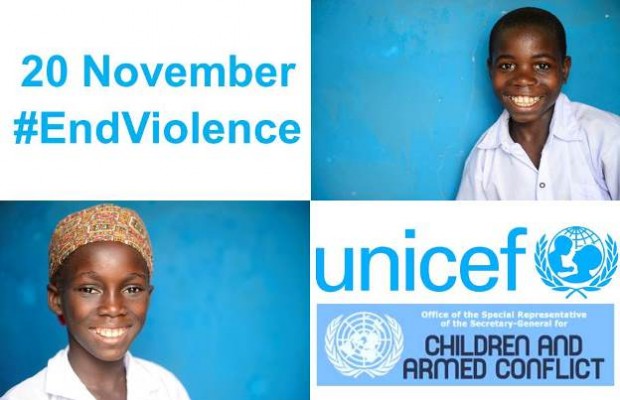 20 November
#EndViolence
unicef
Office of the Special Representative
of the Secretary-General for
CHILDREN AND
ARMED CONFLICT